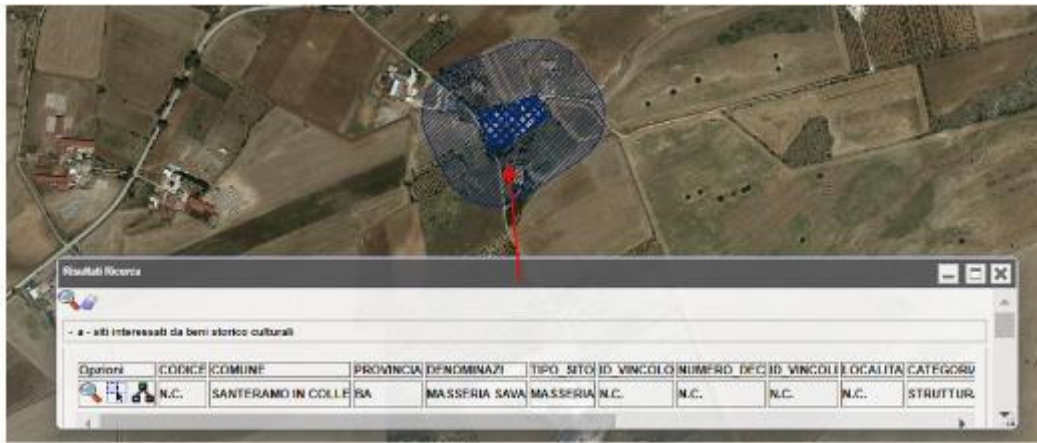 Risultati Ricerca
- a - siti interessati da beni storico culturali
Opzioni CODICE COMUNE PROVINCIA DENOMINAZI TIPO_SITO ID_VINCOLO NUMERO_DEC ID_VINCOLI LOCALITA CATEGORIA
N.C. SANTERAMO IN COLLE BA MASSERIA SAVA MASSERIA N.C. N.C. N.C. N.C. STRUTTUR